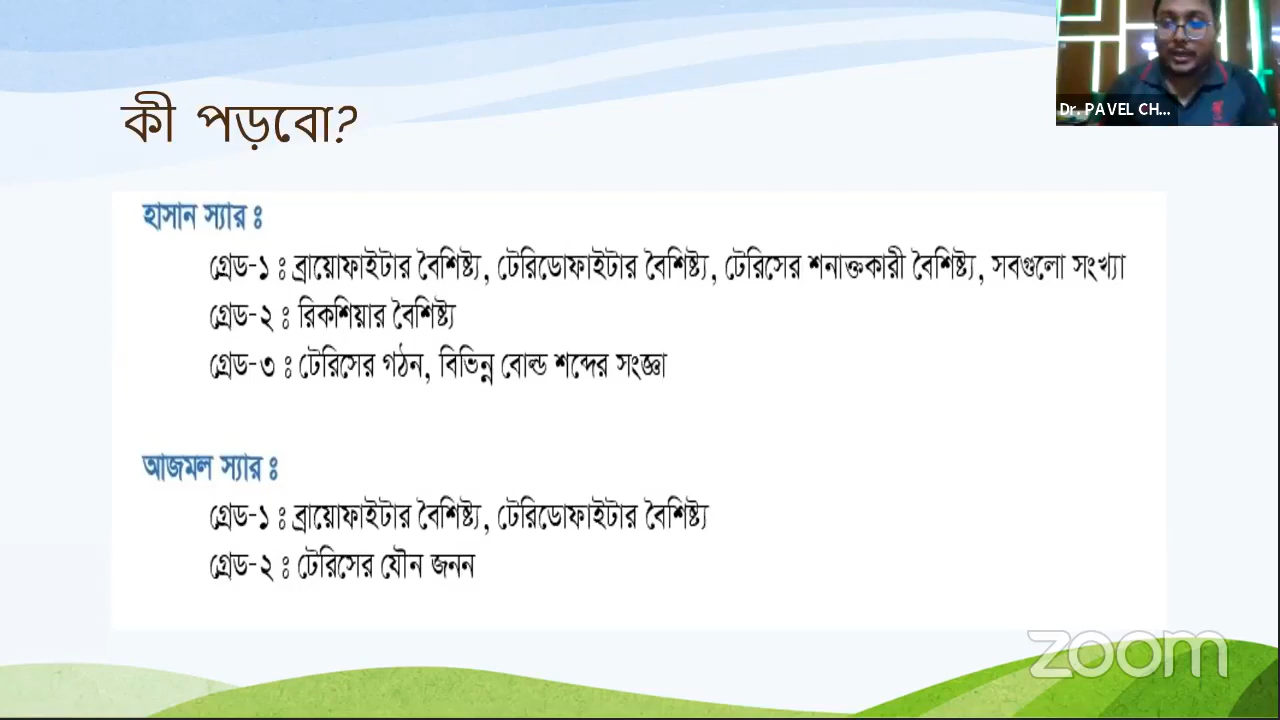 Dr. PAVEL CH...
কী পড়বো?
হাসান স্যার ঃ
গ্রেড-১ ঃ ব্রায়োফাইটার বৈশিষ্ট্য, টেরিডোফাইটার বৈশিষ্ট্য, টেরিসের শনাক্তকারী বৈশিষ্ট্য, সবগুলো সংখ্যা
গ্রেড-২ ঃ রিকশিয়ার বৈশিষ্ট্য
গ্রেড-৩ ঃ টেরিসের গঠন, বিভিন্ন বোল্ড শব্দের সংজ্ঞা
আজমল স্যার ঃ
গ্রেড-১ ঃ ব্রায়োফাইটার বৈশিষ্ট্য, টেরিডোফাইটার বৈশিষ্ট্য
গ্রেড-২ ঃ টেরিসের যৌন জনন
zoom